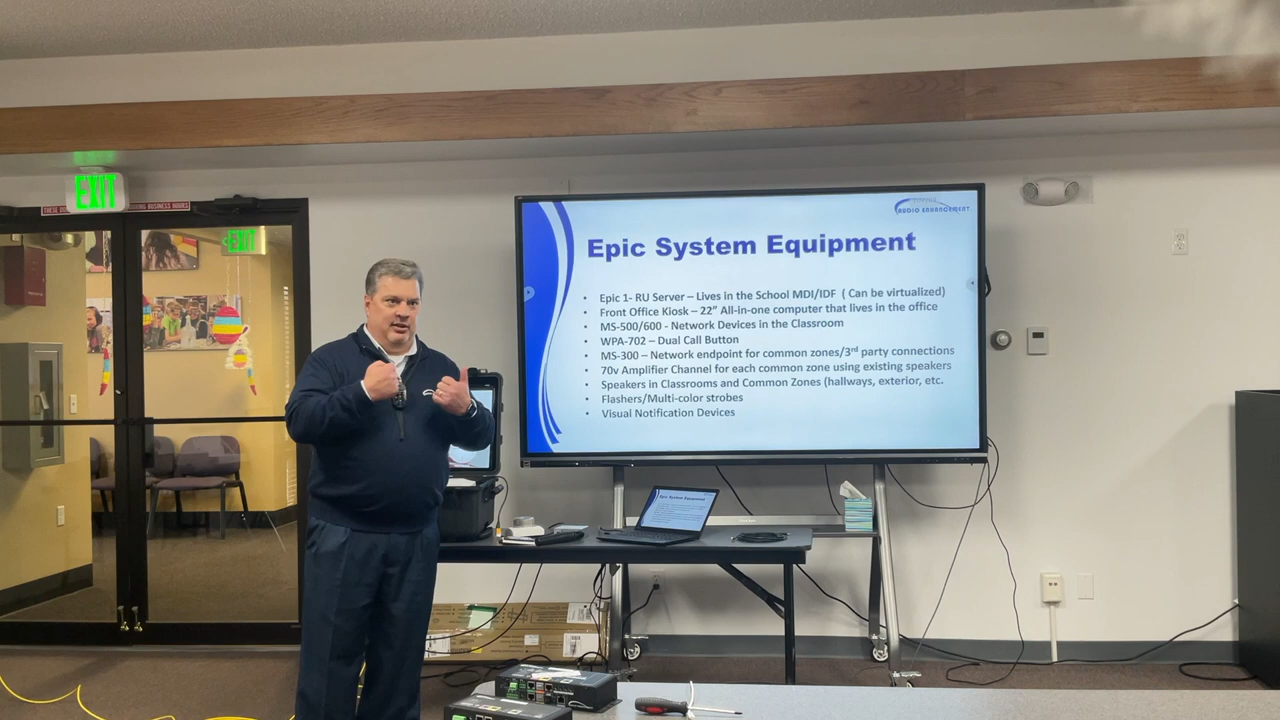 EXIT
EXIT
AUDIO ENHANCEMENT
Epic System Equipment
• Epic 1- RU Server – Lives in the School MDI/IDF ( Can be virtualized)
• Front Office Kiosk – 22” All-in-one computer that lives in the office
• MS-500/600 - Network Devices in the Classroom
• WPA-702 – Dual Call Button
• MS-300 – Network endpoint for common zones/3rd party connections
• 70v Amplifier Channel for each common zone using existing speakers
• Speakers in Classrooms and Common Zones (hallways, exterior, etc.
• Flashers/Multi-color strobes
• Visual Notification Devices
Epic System Equipment